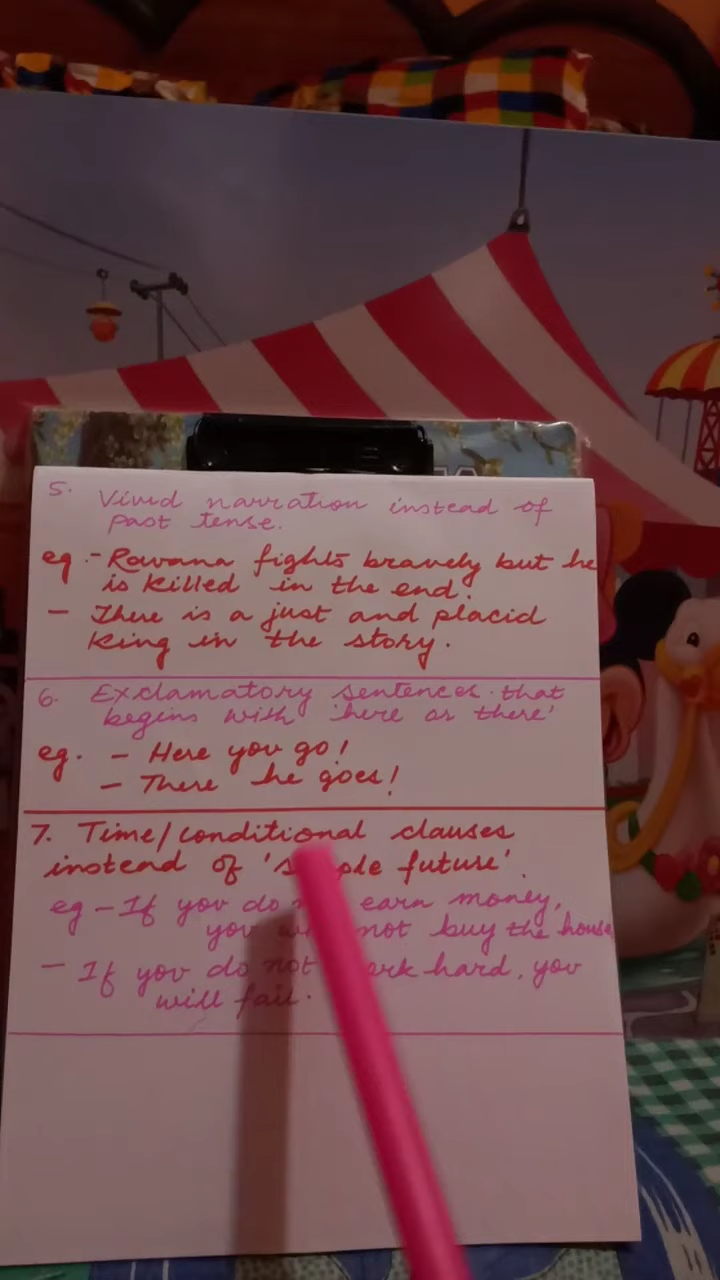 5. Vivid narration instead of
past tense.
eg - Ravana fights bravely but he
is killed in the end.
- There is a just and placid
king in the story.
6. Exclamatory sentences that
begins with 'here or there'
eg. - Here you go!
- There he goes!
7. Time/conditional clauses
instead of ' future'.
eg - If you do earn money,
you not buy the house
- If you do not hard, you
will fail.